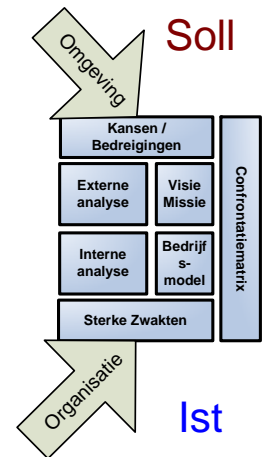 Soll
Omgeving
Kansen /
Bedreigingen
Externe
analyse
Visie
Missie
Confrontatiematrix
Interne
analyse
Bedrijf
s-
model
Sterke Zwakten
Organisatie
Ist